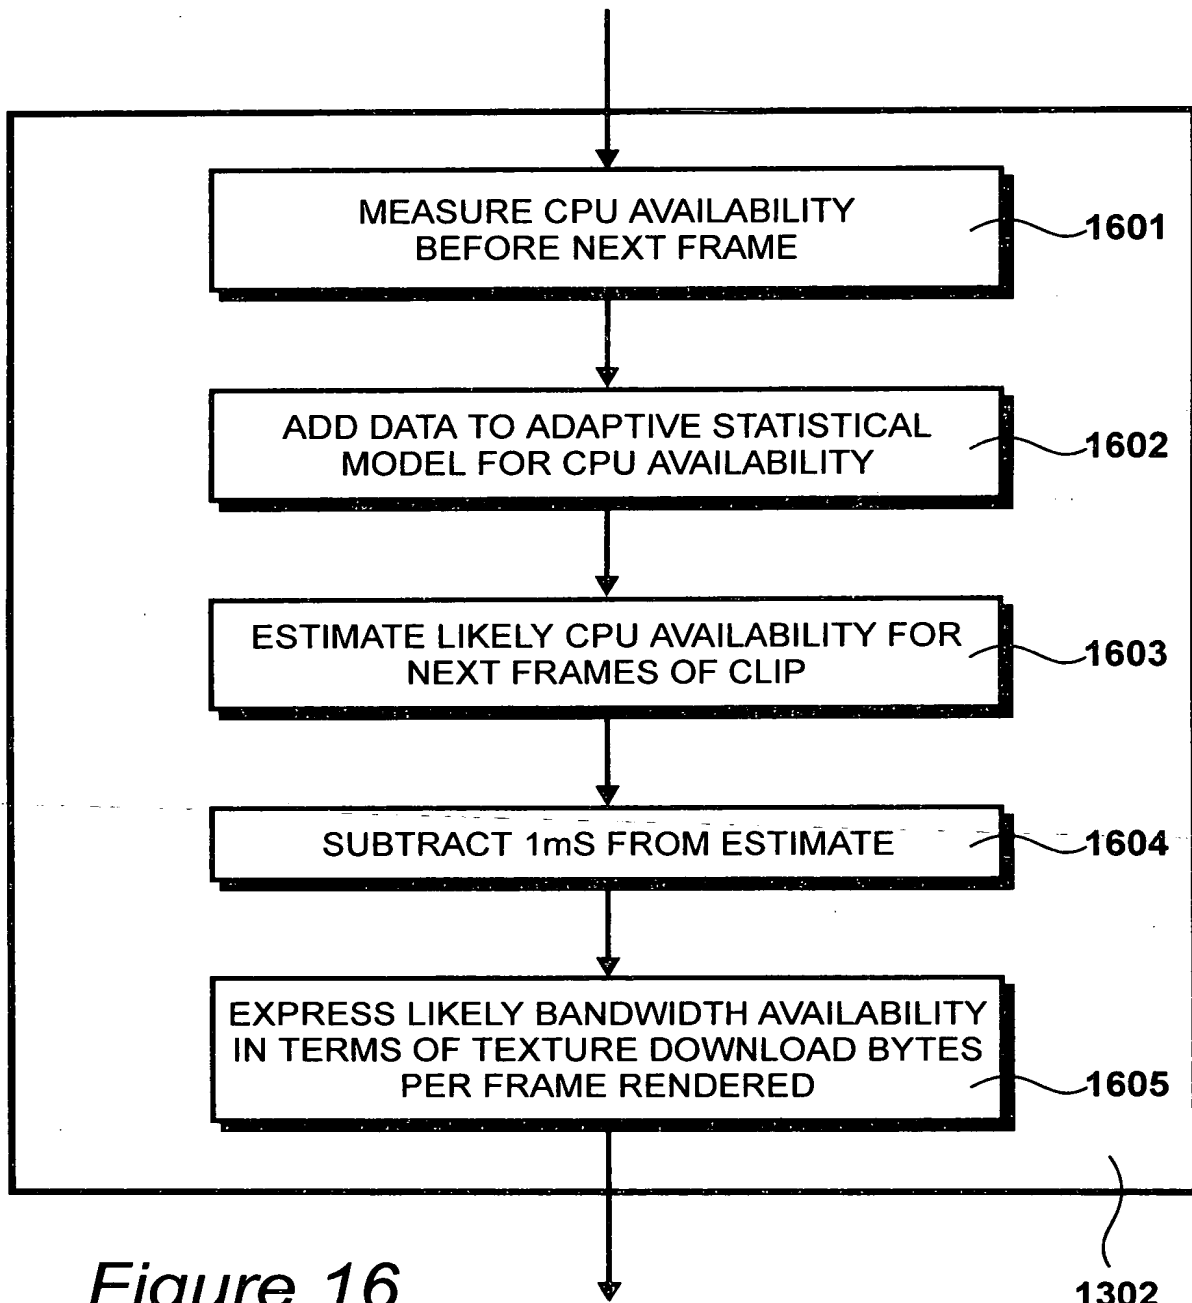 MEASURE CPU AVAILABILITY
BEFORE NEXT FRAME
1601
ADD DATA TO ADAPTIVE STATISTICAL
MODEL FOR CPU AVAILABILITY
1602
ESTIMATE LIKELY CPU AVAILABILITY FOR
NEXT FRAMES OF CLIP
1603
SUBTRACT 1mS FROM ESTIMATE
1604
EXPRESS LIKELY BANDWIDTH AVAILABILITY
IN TERMS OF TEXTURE DOWNLOAD BYTES
PER FRAME RENDERED
1605
Figure 16
1302